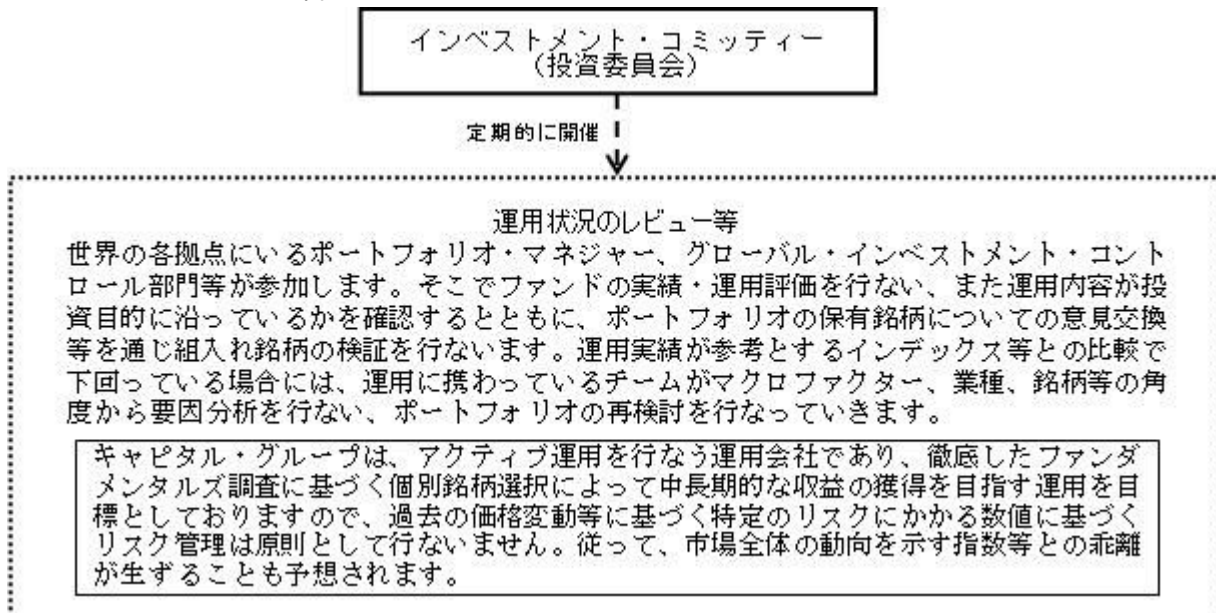 インベストメント・コミッティー
（投資委員会）
定期的に開催
運用状況のレビュー等
世界の各拠点にいるポートフォリオ・マネジャー、グローバル・インベストメント・コント
ロール部門等が参加します。そこでファンドの実績・運用評価を行ない、また運用内容が投
資目的に沿っているかを確認するとともに、ポートフォリオの保有銘柄についての意見交換
等を通じ組入れ銘柄の検証を行ないます。運用実績が参考とするインデックス等との比較で
下回っている場合には、運用に携わっているチームがマクロファクター、業種、銘柄等の角
度から要因分析を行ない、ポートフォリオの再検討を行なっていきます。
キャピタル・グループは、アクティブ運用を行なう運用会社であり、徹底したファンダ
メンタルズ調査に基づく個別銘柄選択によって中長期的な収益の獲得を目指す運用を目
標としておりますので、過去の価格変動等に基づく特定のリスクにかかる数値に基づく
リスク管理は原則として行ないません。従って、市場全体の動向を示す指数等との乖離
が生ずることも予想されます。